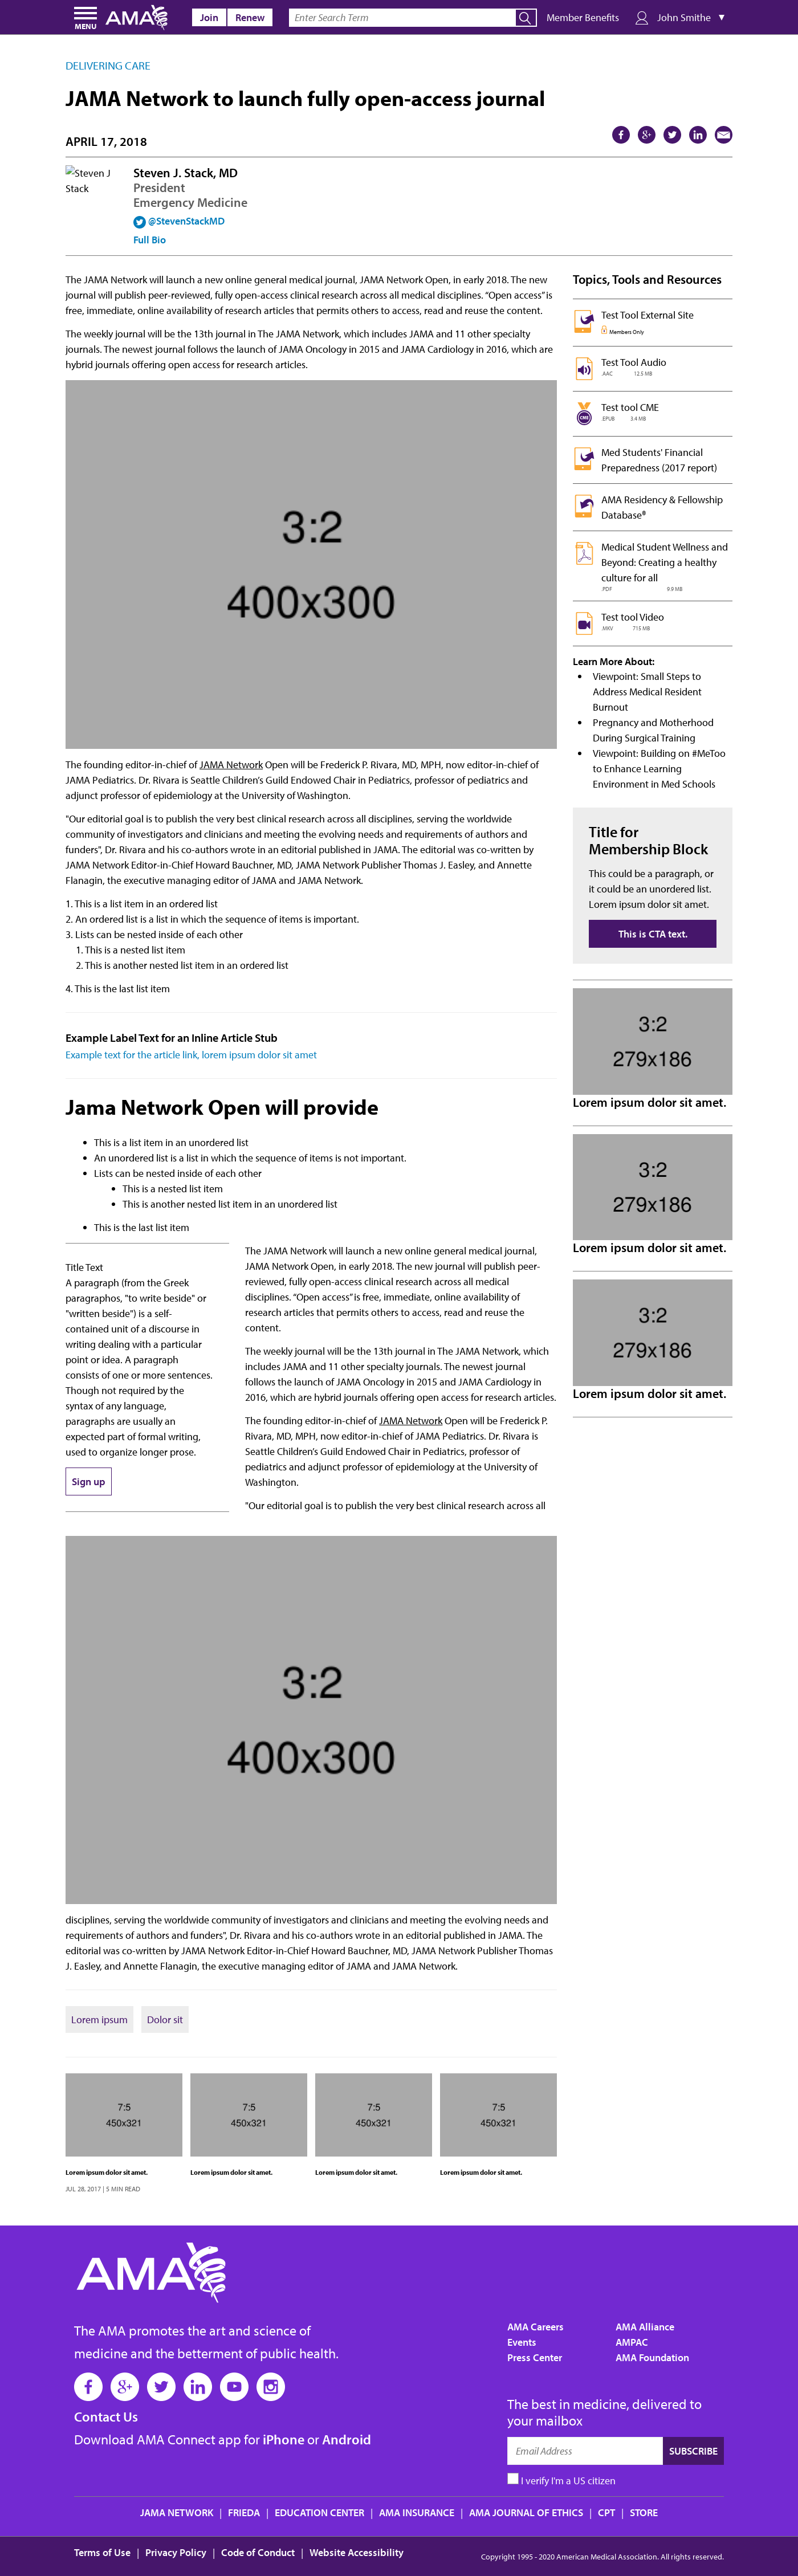 MENU
AMA
Join
Renew
Enter Search Term
Member Benefits
John Smithe
DELIVERING CARE
JAMA Network to launch fully open-access journal
APRIL 17, 2018
Steven J
Stack
Steven J. Stack, MD
President
Emergency Medicine
@StevenStackMD
Full Bio
The JAMA Network will launch a new online general medical journal, JAMA Network Open, in early 2018. The new
journal will publish peer-reviewed, fully open-access clinical research across all medical disciplines. “Open access” is
free, immediate, online availability of research articles that permits others to access, read and reuse the content.
The weekly journal will be the 13th journal in The JAMA Network, which includes JAMA and 11 other specialty
journals. The newest journal follows the launch of JAMA Oncology in 2015 and JAMA Cardiology in 2016, which are
hybrid journals offering open access for research articles.
3:2
400x300
The founding editor-in-chief of JAMA Network Open will be Frederick P. Rivara, MD, MPH, now editor-in-chief of
JAMA Pediatrics. Dr. Rivara is Seattle Children’s Guild Endowed Chair in Pediatrics, professor of pediatrics and
adjunct professor of epidemiology at the University of Washington.
"Our editorial goal is to publish the very best clinical research across all disciplines, serving the worldwide
community of investigators and clinicians and meeting the evolving needs and requirements of authors and
funders", Dr. Rivara and his co-authors wrote in an editorial published in JAMA. The editorial was co-written by
JAMA Network Editor-in-Chief Howard Bauchner, MD, JAMA Network Publisher Thomas J. Easley, and Annette
Flanagin, the executive managing editor of JAMA and JAMA Network.
1. This is a list item in an ordered list
2. An ordered list is a list in which the sequence of items is important.
3. Lists can be nested inside of each other
1. This is a nested list item
2. This is another nested list item in an ordered list
4. This is the last list item
Example Label Text for an Inline Article Stub
Example text for the article link, lorem ipsum dolor sit amet
Jama Network Open will provide
• This is a list item in an unordered list
• An unordered list is a list in which the sequence of items is not important.
• Lists can be nested inside of each other
• This is a nested list item
• This is another nested list item in an unordered list
• This is the last list item
Title Text
A paragraph (from the Greek
paragraphos, "to write beside" or
"written beside") is a self-
contained unit of a discourse in
writing dealing with a particular
point or idea. A paragraph
consists of one or more sentences.
Though not required by the
syntax of any language,
paragraphs are usually an
expected part of formal writing,
used to organize longer prose.
Sign up
The JAMA Network will launch a new online general medical journal,
JAMA Network Open, in early 2018. The new journal will publish peer-
reviewed, fully open-access clinical research across all medical
disciplines. “Open access” is free, immediate, online availability of
research articles that permits others to access, read and reuse the
content.
The weekly journal will be the 13th journal in The JAMA Network, which
includes JAMA and 11 other specialty journals. The newest journal
follows the launch of JAMA Oncology in 2015 and JAMA Cardiology in
2016, which are hybrid journals offering open access for research articles.
The founding editor-in-chief of JAMA Network Open will be Frederick P.
Rivara, MD, MPH, now editor-in-chief of JAMA Pediatrics. Dr. Rivara is
Seattle Children’s Guild Endowed Chair in Pediatrics, professor of
pediatrics and adjunct professor of epidemiology at the University of
Washington.
"Our editorial goal is to publish the very best clinical research across all
3:2
400x300
disciplines, serving the worldwide community of investigators and clinicians and meeting the evolving needs and
requirements of authors and funders", Dr. Rivara and his co-authors wrote in an editorial published in JAMA. The
editorial was co-written by JAMA Network Editor-in-Chief Howard Bauchner, MD, JAMA Network Publisher Thomas
J. Easley, and Annette Flanagin, the executive managing editor of JAMA and JAMA Network.
Lorem ipsum
Dolor sit
7:5
450x321
Lorem ipsum dolor sit amet.
JUL 28, 2017 | 5 MIN READ
7:5
450x321
Lorem ipsum dolor sit amet.
7:5
450x321
Lorem ipsum dolor sit amet.
7:5
450x321
Lorem ipsum dolor sit amet.
Topics, Tools and Resources
Test Tool External Site
Members Only
Test Tool Audio
AAC 12.5 MB
CME
Test tool CME
EPUB 3.4 MB
Med Students' Financial
Preparedness (2017 report)
AMA Residency & Fellowship
Database®
Medical Student Wellness and
Beyond: Creating a healthy
culture for all
PDF 9.9 MB
Test tool Video
MKV 715 MB
Learn More About:
• Viewpoint: Small Steps to
Address Medical Resident
Burnout
• Pregnancy and Motherhood
During Surgical Training
• Viewpoint: Building on #MeToo
to Enhance Learning
Environment in Med Schools
Title for
Membership Block
This could be a paragraph, or
it could be an unordered list.
Lorem ipsum dolor sit amet.
This is CTA text.
3:2
279x186
Lorem ipsum dolor sit amet.
3:2
279x186
Lorem ipsum dolor sit amet.
3:2
279x186
Lorem ipsum dolor sit amet.
AMA
The AMA promotes the art and science of
medicine and the betterment of public health.
Contact Us
Download AMA Connect app for iPhone or Android
AMA Careers
Events
Press Center
AMA Alliance
AMPAC
AMA Foundation
The best in medicine, delivered to
your mailbox
Email Address
SUBSCRIBE
I verify I'm a US citizen
JAMA NETWORK | FRIEDA | EDUCATION CENTER | AMA INSURANCE | AMA JOURNAL OF ETHICS | CPT | STORE
Terms of Use | Privacy Policy | Code of Conduct | Website Accessibility
Copyright 1995 - 2020 American Medical Association. All rights reserved.